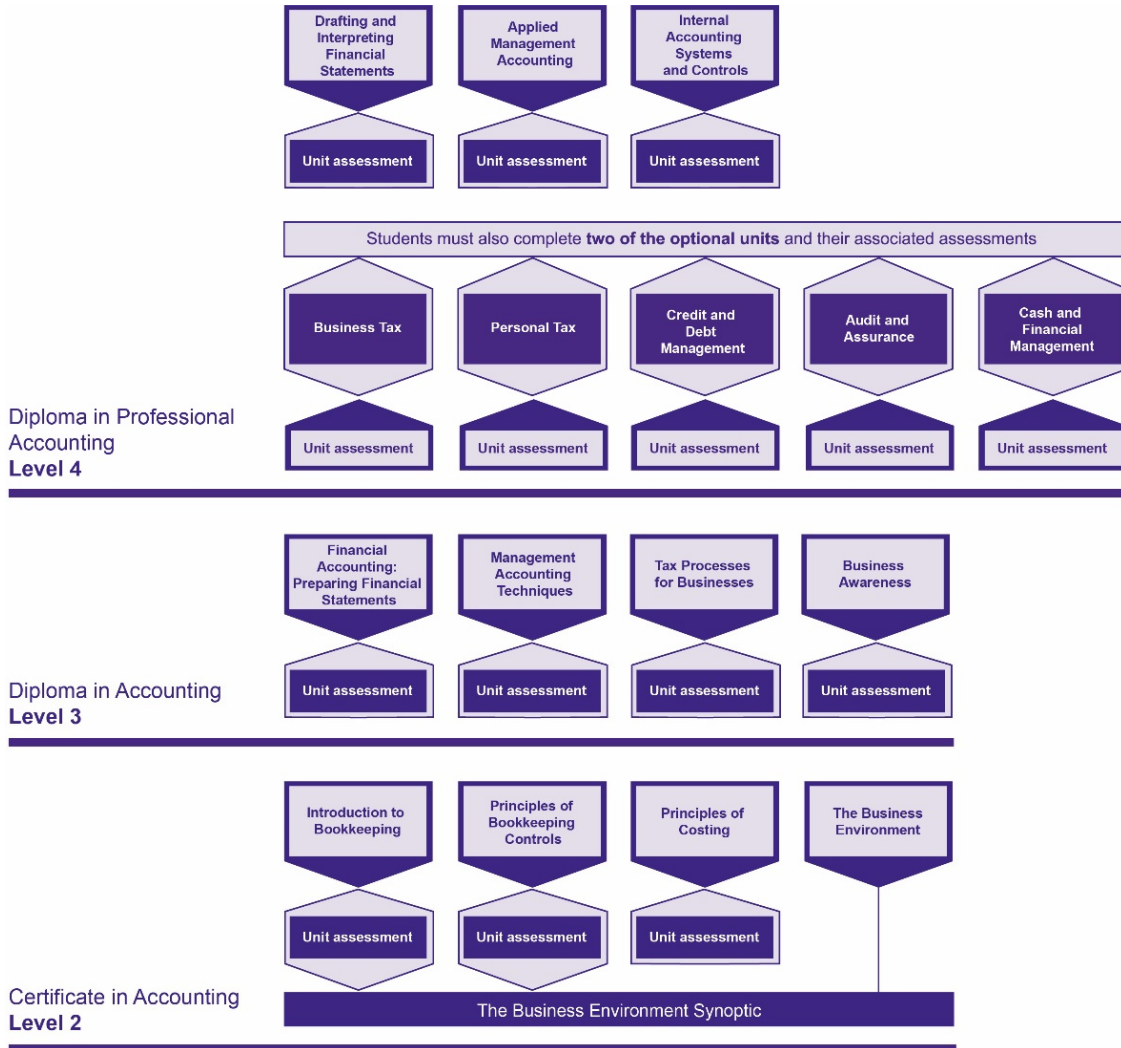 Drafting and
Interpreting
Financial
Statements
Applied
Management
Accounting
Internal
Accounting
Systems
and Controls
Unit assessment
Unit assessment
Unit assessment
Students must also complete two of the optional units and their associated assessments
Business Tax
Personal Tax
Credit and
Debt
Management
Audit and
Assurance
Cash and
Financial
Management
Unit assessment
Unit assessment
Unit assessment
Unit assessment
Unit assessment
Diploma in Professional
Accounting
Level 4
Financial
Accounting:
Preparing Financial
Statements
Management
Accounting
Techniques
Tax Processes
for Businesses
Business
Awareness
Unit assessment
Unit assessment
Unit assessment
Unit assessment
Diploma in Accounting
Level 3
Introduction to
Bookkeeping
Principles of
Bookkeeping
Controls
Principles of
Costing
The Business
Environment
Unit assessment
Unit assessment
Unit assessment
Certificate in Accounting
Level 2
The Business Environment Synoptic